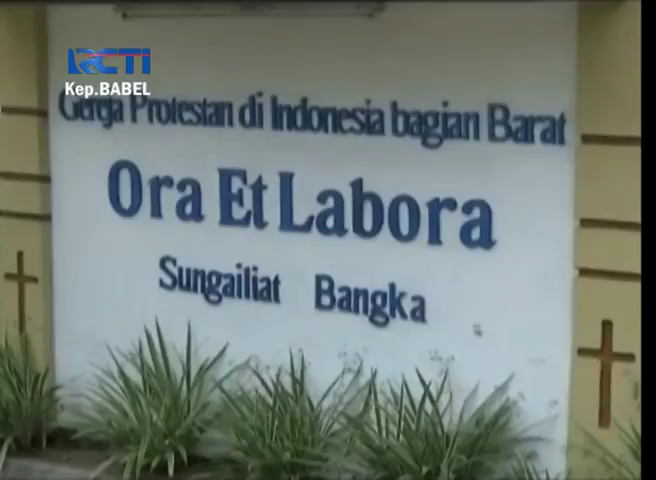 RCTI
Kep.BABEL
Gereja Protestan di Indonesia bagian Barat
Ora Et Labora
Sungailiat Bangka